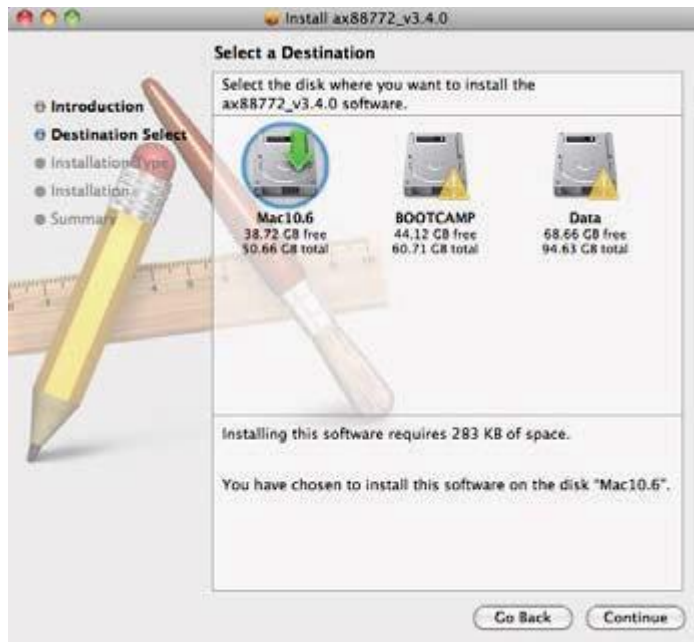 Install ax88772_v3.4.0
Select a Destination
Introduction
Destination Select
Installation Type
Installation
Summary
Select the disk where you want to install the
ax88772_v3.4.0 software.
Mac10.6
38.72 GB free
50.66 GB total
BOOTCAMP
44.12 GB free
60.71 GB total
Data
68.66 GB free
94.63 GB total
Installing this software requires 283 KB of space.
You have chosen to install this software on the disk "Mac10.6".
Go Back
Continue